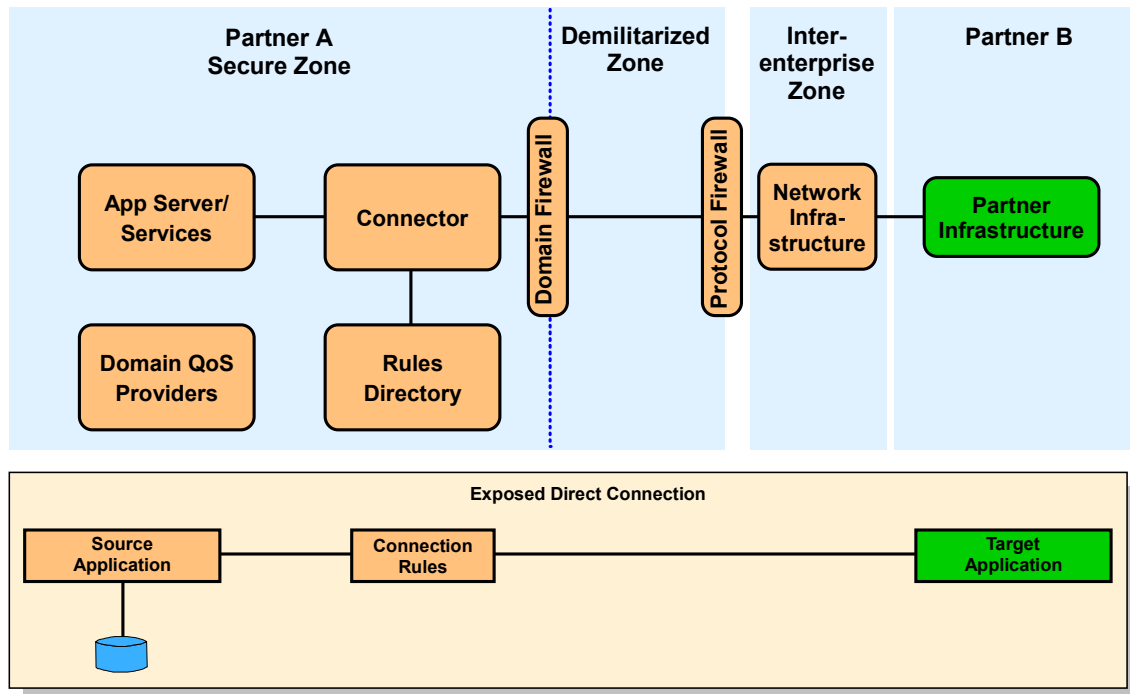 Partner A
Secure Zone
Demilitarized
Zone
Inter-
enterprise
Zone
Partner B
App Server/
Services
Connector
Domain Firewall
Protocol Firewall
Network
Infra-
structure
Partner
Infrastructure
Domain QoS
Providers
Rules
Directory
Exposed Direct Connection
Source
Application
Connection
Rules
Target
Application